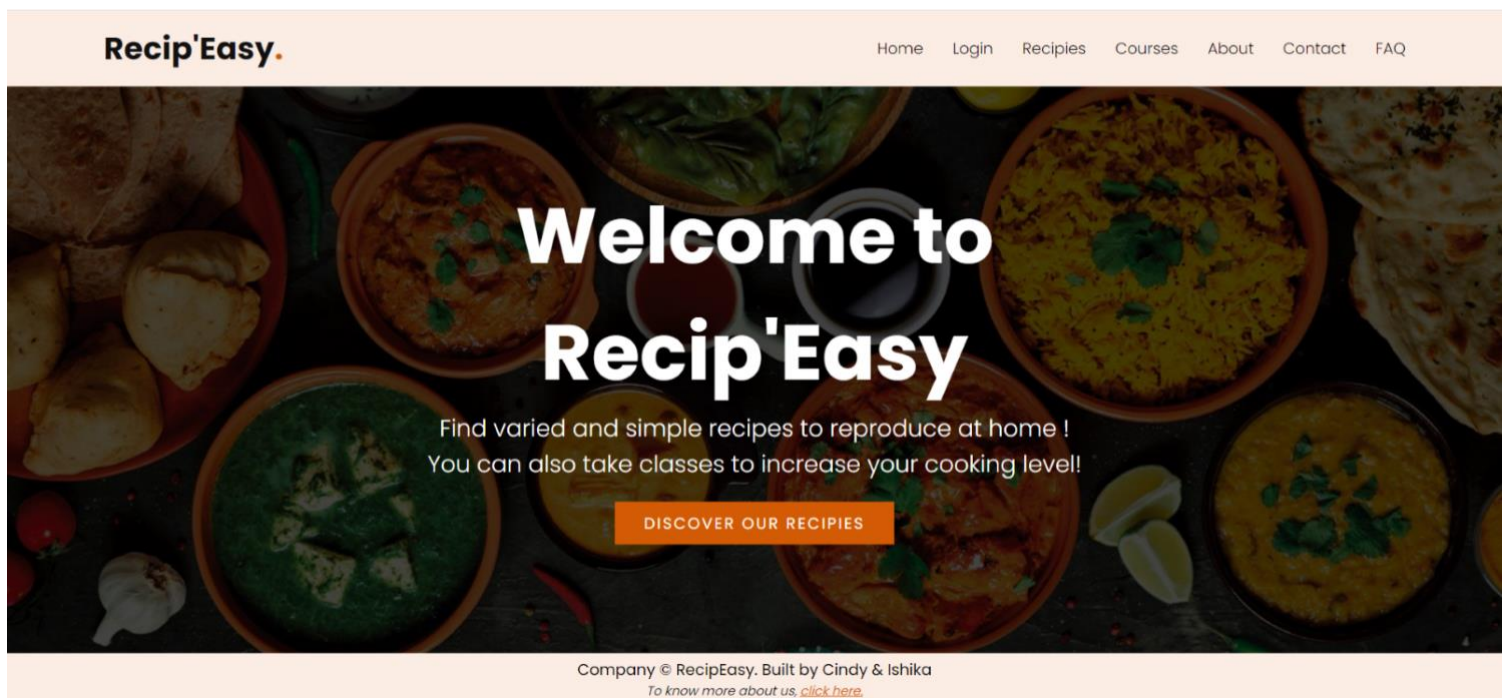 Recip'Easy.
Home Login Recipies Courses About Contact FAQ
Welcome to
Recip'Easy
Find varied and simple recipes to reproduce at home !
You can also take classes to increase your cooking level!
DISCOVER OUR RECIPIES
Company © RecipEasy. Built by Cindy & Ishika
To know more about us, click here.